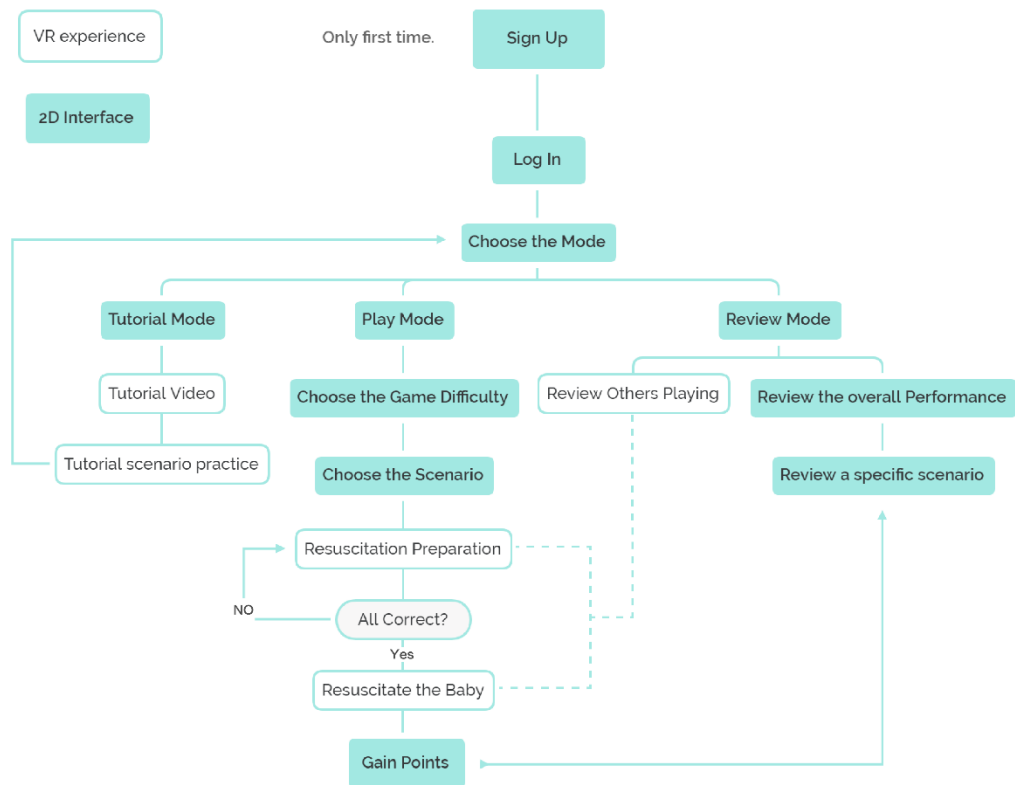 VR experience
Only first time.
Sign Up
2D Interface
Log In
Choose the Mode
Tutorial Mode
Play Mode
Review Mode
Tutorial Video
Choose the Game Difficulty
Review Others Playing
Review the overall Performance
Tutorial scenario practice
Choose the Scenario
Review a specific scenario
Resuscitation Preparation
NO
All Correct?
Yes
Resuscitate the Baby
Gain Points